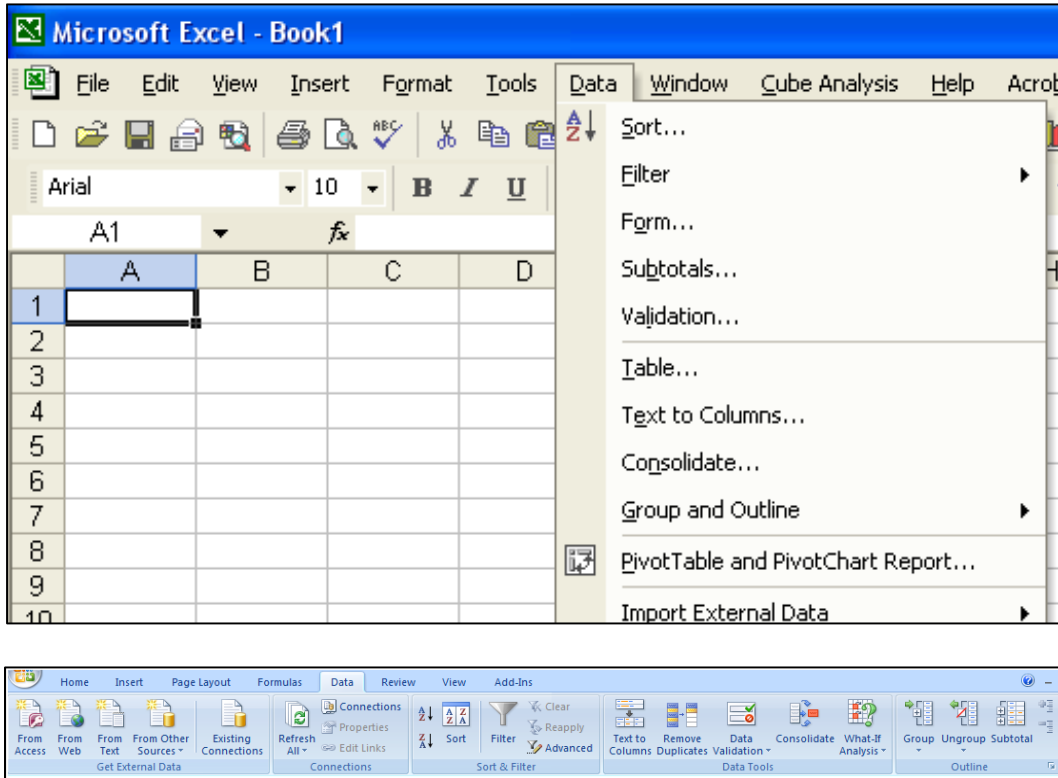 Microsoft Excel - Book1
File Edit View Insert Format Tools Data Window Cube Analysis Help Acrob
ABC A Z Sort...
Arial 10 B I U Filter
A1 fx Form...
A B C D Subtotals... H
1 Validation...
2
3 Table...
4 Text to Columns...
5 Consolidate...
6
7 Group and Outline
8 PivotTable and PivotChart Report...
9
10 Import External Data
Home Insert Page Layout Formulas Data Review View Add-Ins
From Access From Web From Text From Other Sources Existing Connections Refresh All Connections Properties Edit Links A Z Z A Sort Filter Clear Reapply Advanced Text to Columns Remove Duplicates Data Validation Consolidate What-If Analysis Group Ungroup Subtotal
Get External Data Connections Sort & Filter Data Tools Outline